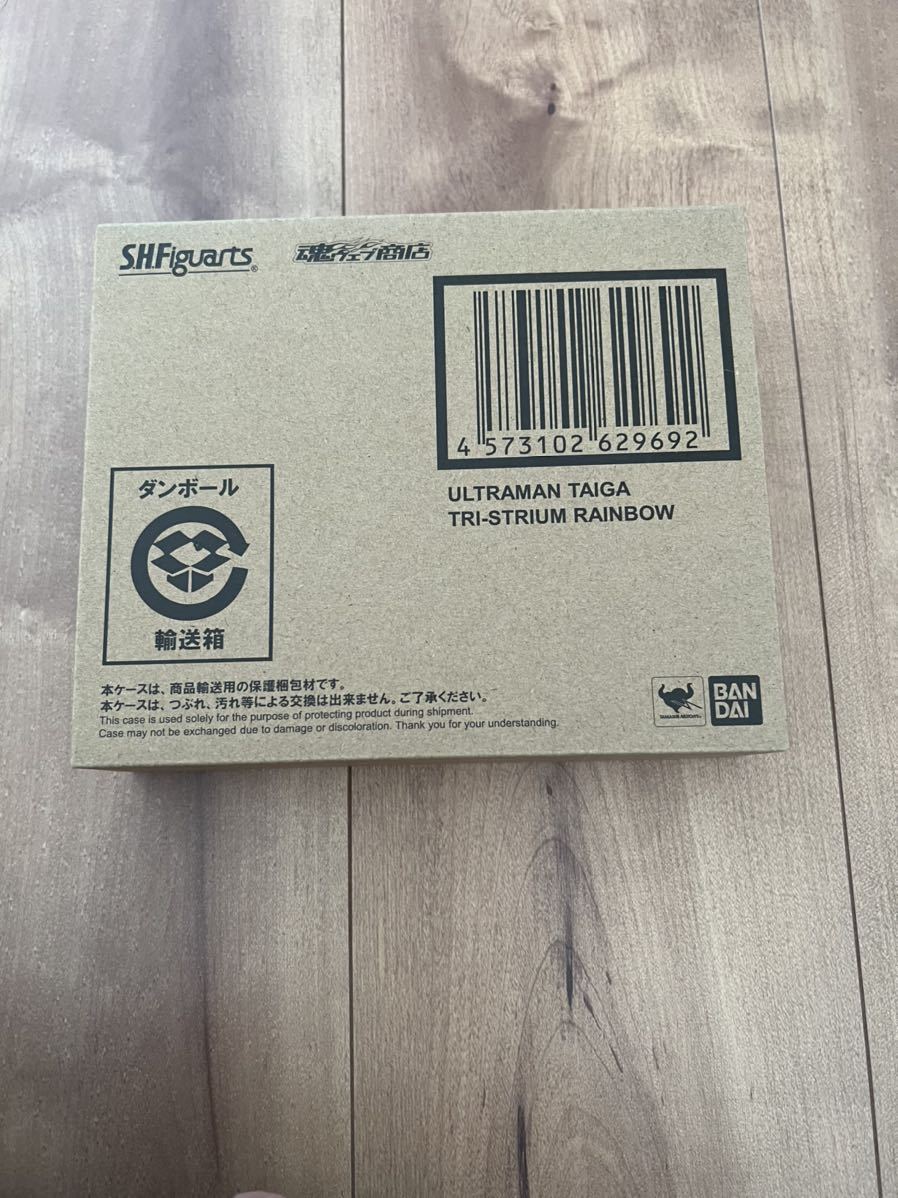 S.H.Figuarts®
魂ウェブ商店
4 573102 629692
ULTRAMAN TAIGA
TRI-STRIUM RAINBOW
ダンボール
輸送箱
本ケースは、商品輸送用の保護梱包材です。
本ケースは、つぶれ、汚れ等による交換は出来ません。ご了承ください。
This case is used solely for the purpose of protecting product during shipment.
Case may not be exchanged due to damage or discoloration. Thank you for your understanding.
TAMASHII NATIONS
BAN
DAI